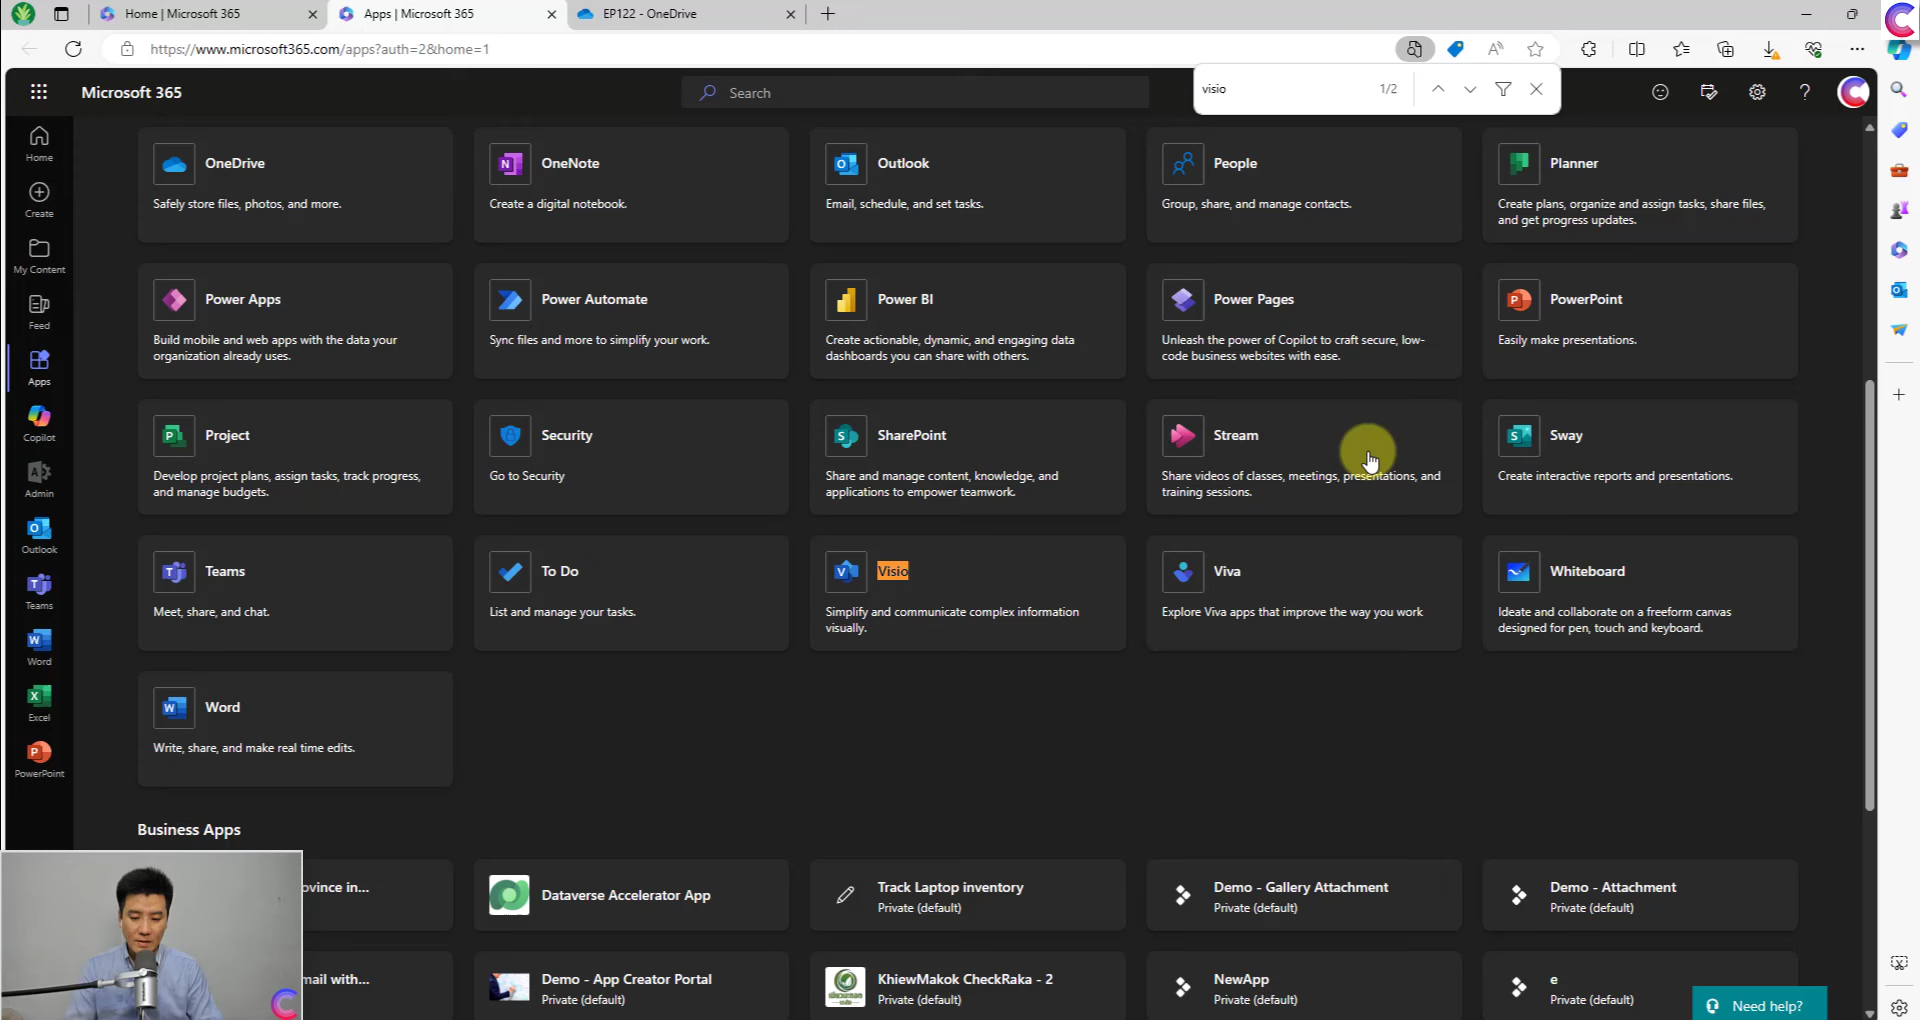 Home | Microsoft 365
Apps | Microsoft 365
EP122 - OneDrive
https://www.microsoft365.com/apps?auth=2&home=1
visio
1/2
Microsoft 365
Search
Home
Create
My Content
Feed
Apps
Copilot
Admin
Outlook
Teams
Word
Excel
PowerPoint
OneDrive
Safely store files, photos, and more.
OneNote
Create a digital notebook.
Outlook
Email, schedule, and set tasks.
People
Group, share, and manage contacts.
Planner
Create plans, organize and assign tasks, share files,
and get progress updates.
Power Apps
Build mobile and web apps with the data your
organization already uses.
Power Automate
Sync files and more to simplify your work.
Power BI
Create actionable, dynamic, and engaging data
dashboards you can share with others.
Power Pages
Unleash the power of Copilot to craft secure, low-
code business websites with ease.
PowerPoint
Easily make presentations.
Project
Develop project plans, assign tasks, track progress,
and manage budgets.
Security
Go to Security
SharePoint
Share and manage content, knowledge, and
applications to empower teamwork.
Stream
Share videos of classes, meetings, presentations, and
training sessions.
Sway
Create interactive reports and presentations.
Teams
Meet, share, and chat.
To Do
List and manage your tasks.
Visio
Simplify and communicate complex information
visually.
Viva
Explore Viva apps that improve the way you work
Whiteboard
Ideate and collaborate on a freeform canvas
designed for pen, touch and keyboard.
Word
Write, share, and make real time edits.
Business Apps
ovince in...
Dataverse Accelerator App
Track Laptop inventory
Private (default)
Demo - Gallery Attachment
Private (default)
Demo - Attachment
Private (default)
mail with...
Demo - App Creator Portal
Private (default)
KhiewMakok CheckRaka - 2
Private (default)
NewApp
Private (default)
e
Private (default)
Need help?